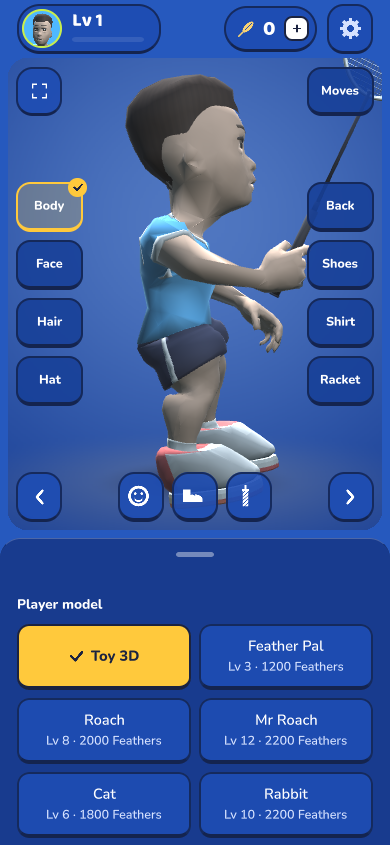 Lv 1
0
+
Moves
Body
Back
Face
Shoes
Hair
Shirt
Hat
Racket
Player model
Toy 3D
Feather Pal
Lv 3 · 1200 Feathers
Roach
Lv 8 · 2000 Feathers
Mr Roach
Lv 12 · 2200 Feathers
Cat
Lv 6 · 1800 Feathers
Rabbit
Lv 10 · 2200 Feathers